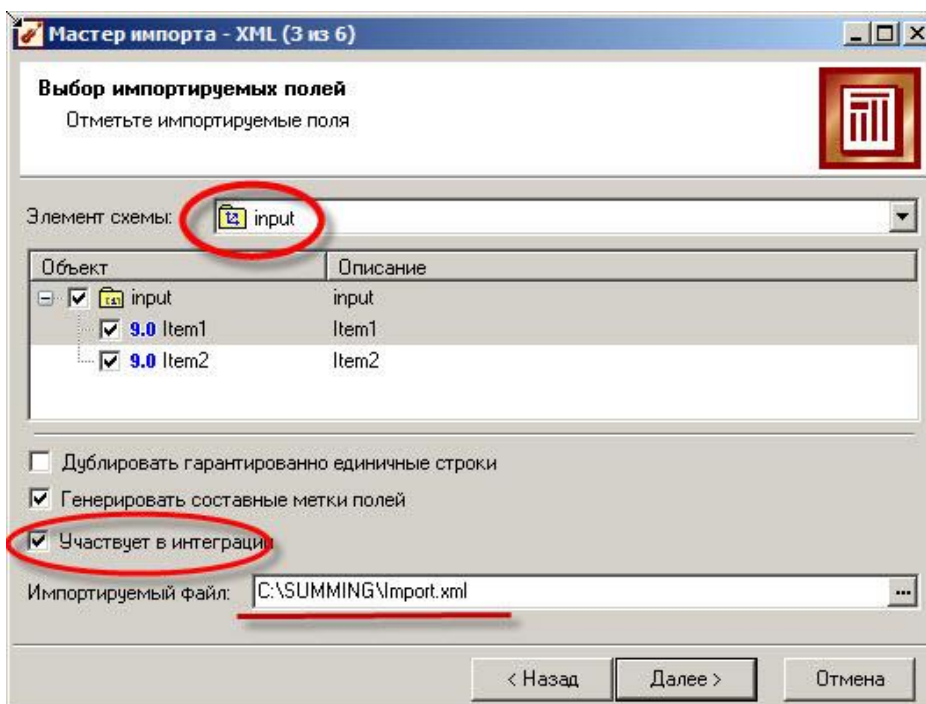 Мастер импорта - XML (3 из 6)
Выбор импортируемых полей
Отметьте импортируемые поля
Элемент схемы: input
Объект Описание
input input
9.0 Item1 Item1
9.0 Item2 Item2
Дублировать гарантированно единичные строки
Генерировать составные метки полей
Участвует в интеграции
Импортируемый файл: C:\SUMMING\Import.xml
...
< Назад Далее > Отмена